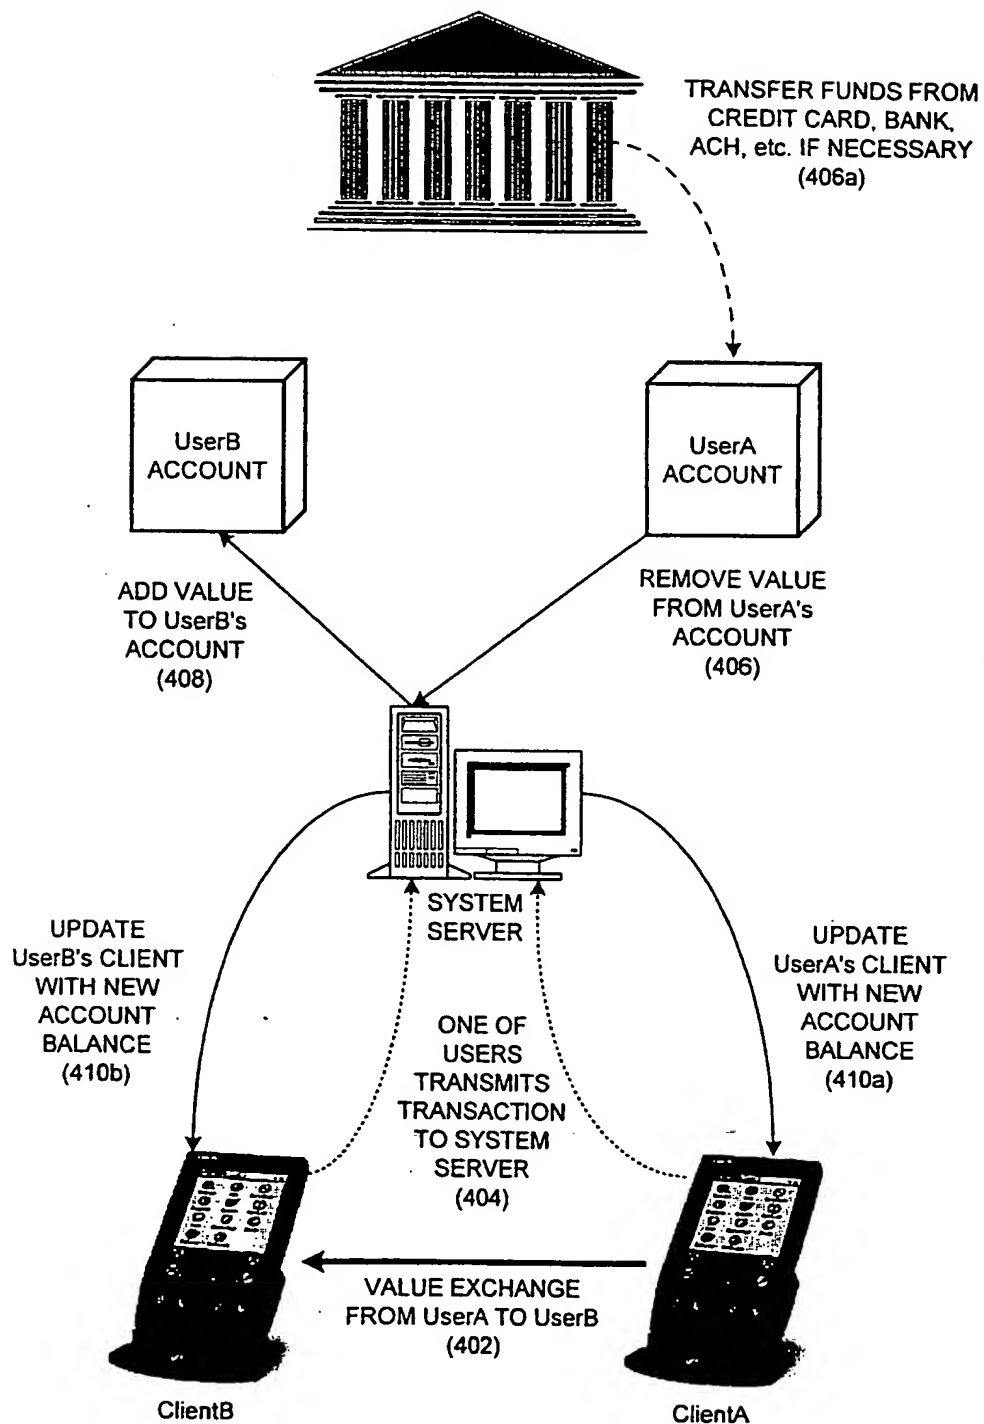 TRANSFER FUNDS FROM
CREDIT CARD, BANK,
ACH, etc. IF NECESSARY
(406a)
UserB
ACCOUNT
UserA
ACCOUNT
ADD VALUE
TO UserB's
ACCOUNT
(408)
REMOVE VALUE
FROM UserA's
ACCOUNT
(406)
SYSTEM
SERVER
UPDATE
UserB's CLIENT
WITH NEW
ACCOUNT
BALANCE
(410b)
ONE OF
USERS
TRANSMITS
TRANSACTION
TO SYSTEM
SERVER
(404)
UPDATE
UserA's CLIENT
WITH NEW
ACCOUNT
BALANCE
(410a)
VALUE EXCHANGE
FROM UserA TO UserB
(402)
ClientB
ClientA